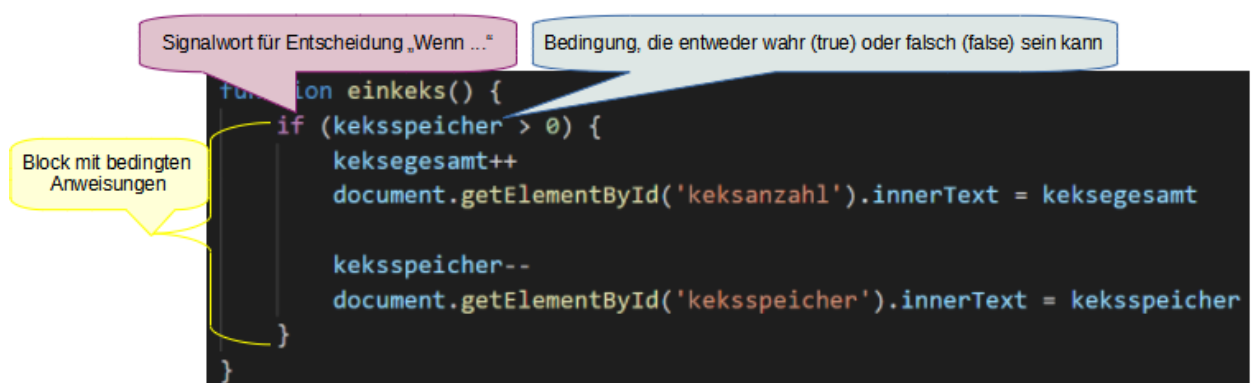 Signalwort für Entscheidung „Wenn ...“
Bedingung, die entweder wahr (true) oder falsch (false) sein kann
Block mit bedingten
Anweisungen
einkeks() {
if (keksspeicher > 0) {
keksegesamt++
document.getElementById('keksanzahl').innerText = keksegesamt
keksspeicher--
document.getElementById('keksspeicher').innerText = keksspeicher
}
}